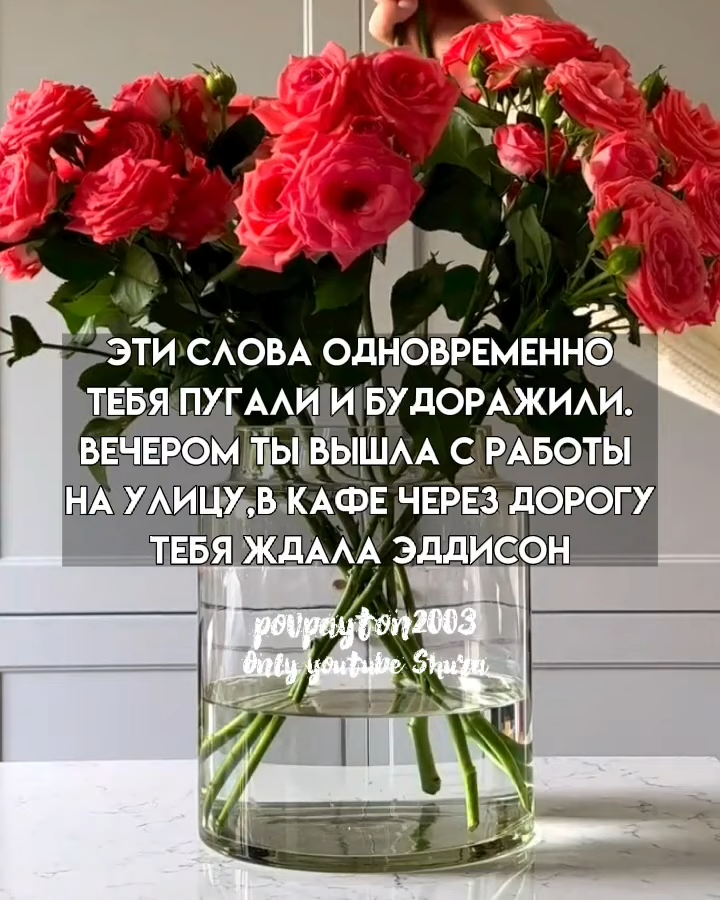 ЭТИ СЛОВА ОДНОВРЕМЕННО
ТЕБЯ ПУГАЛИ И БУДОРАЖИЛИ.
ВЕЧЕРОМ ТЫ ВЫШЛА С РАБОТЫ
НА УЛИЦУ,В КАФЕ ЧЕРЕЗ ДОРОГУ
ТЕБЯ ЖДАЛА ЭДДИСОН
povpayton2003
Only youtube Shuza